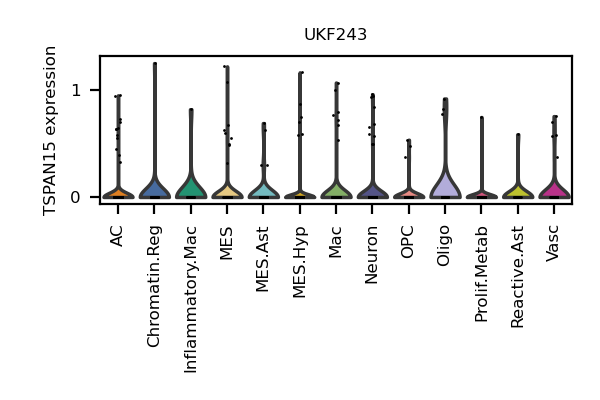 UKF243
TSPAN15 expression
1
0
AC
Chromatin.Reg
Inflammatory.Mac
MES
MES.Ast
MES.Hyp
Mac
Neuron
OPC
Oligo
Prolif.Metab
Reactive.Ast
Vasc